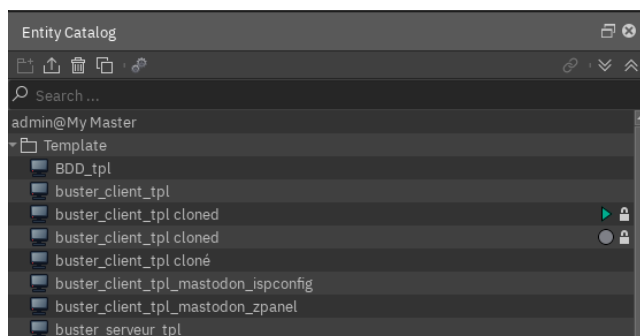 Entity Catalog
Search ...
admin@My Master
Template
BDD_tpl
buster_client_tpl
buster_client_tpl cloned
buster_client_tpl cloned
buster_client_tpl cloné
buster_client_tpl_mastodon_ispconfig
buster_client_tpl_mastodon_zpanel
buster_serveur_tpl